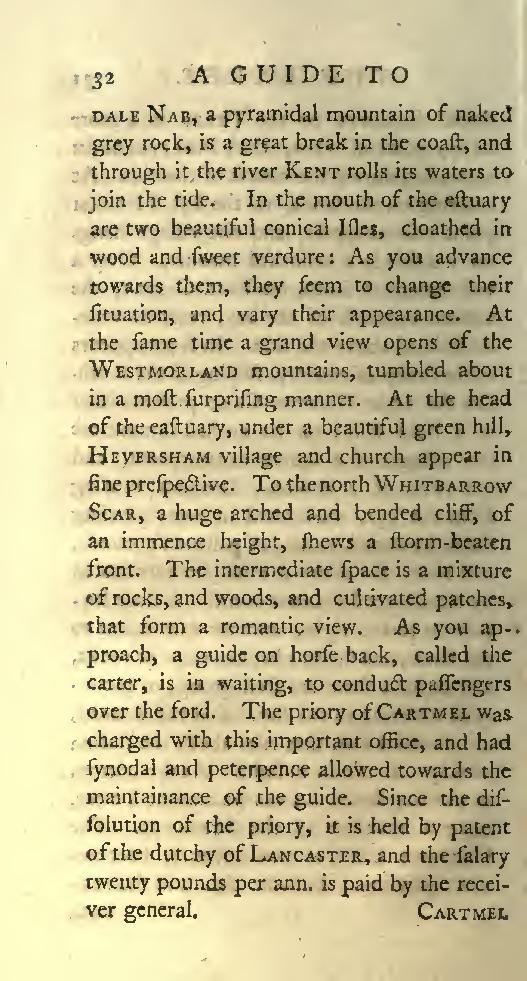 32 A GUIDE TO
DALE NAB, a pyramidal mountain of naked
grey rock, is a great break in the coaſt, and
through it the river KENT rolls its waters to
join the tide. In the mouth of the eſtuary
are two beautiful conical Iſles, cloathed in
wood and ſweet verdure: As you advance
towards them, they ſeem to change their
ſituation, and vary their appearance. At
the ſame time a grand view opens of the
WESTMORLAND mountains, tumbled about
in a moſt ſurpriſing manner. At the head
of the eaſtuary, under a beautiful green hill,
HEVERSHAM village and church appear in
fine preſpective. To the north WHITBARROW
SCAR, a huge arched and bended cliff, of
an immence height, ſhews a ſtorm-beaten
front. The intermediate ſpace is a mixture
of rocks, and woods, and cultivated patches,
that form a romantic view. As you ap-
proach, a guide on horſe back, called the
carter, is in waiting, to conduct paſſengers
over the ford. The priory of CARTMEL was
charged with this important office, and had
ſynodal and peterpence allowed towards the
maintainance of the guide. Since the diſ-
ſolution of the priory, it is held by patent
of the dutchy of LANCASTER, and the ſalary
twenty pounds per ann. is paid by the recei-
ver general. CARTMEL